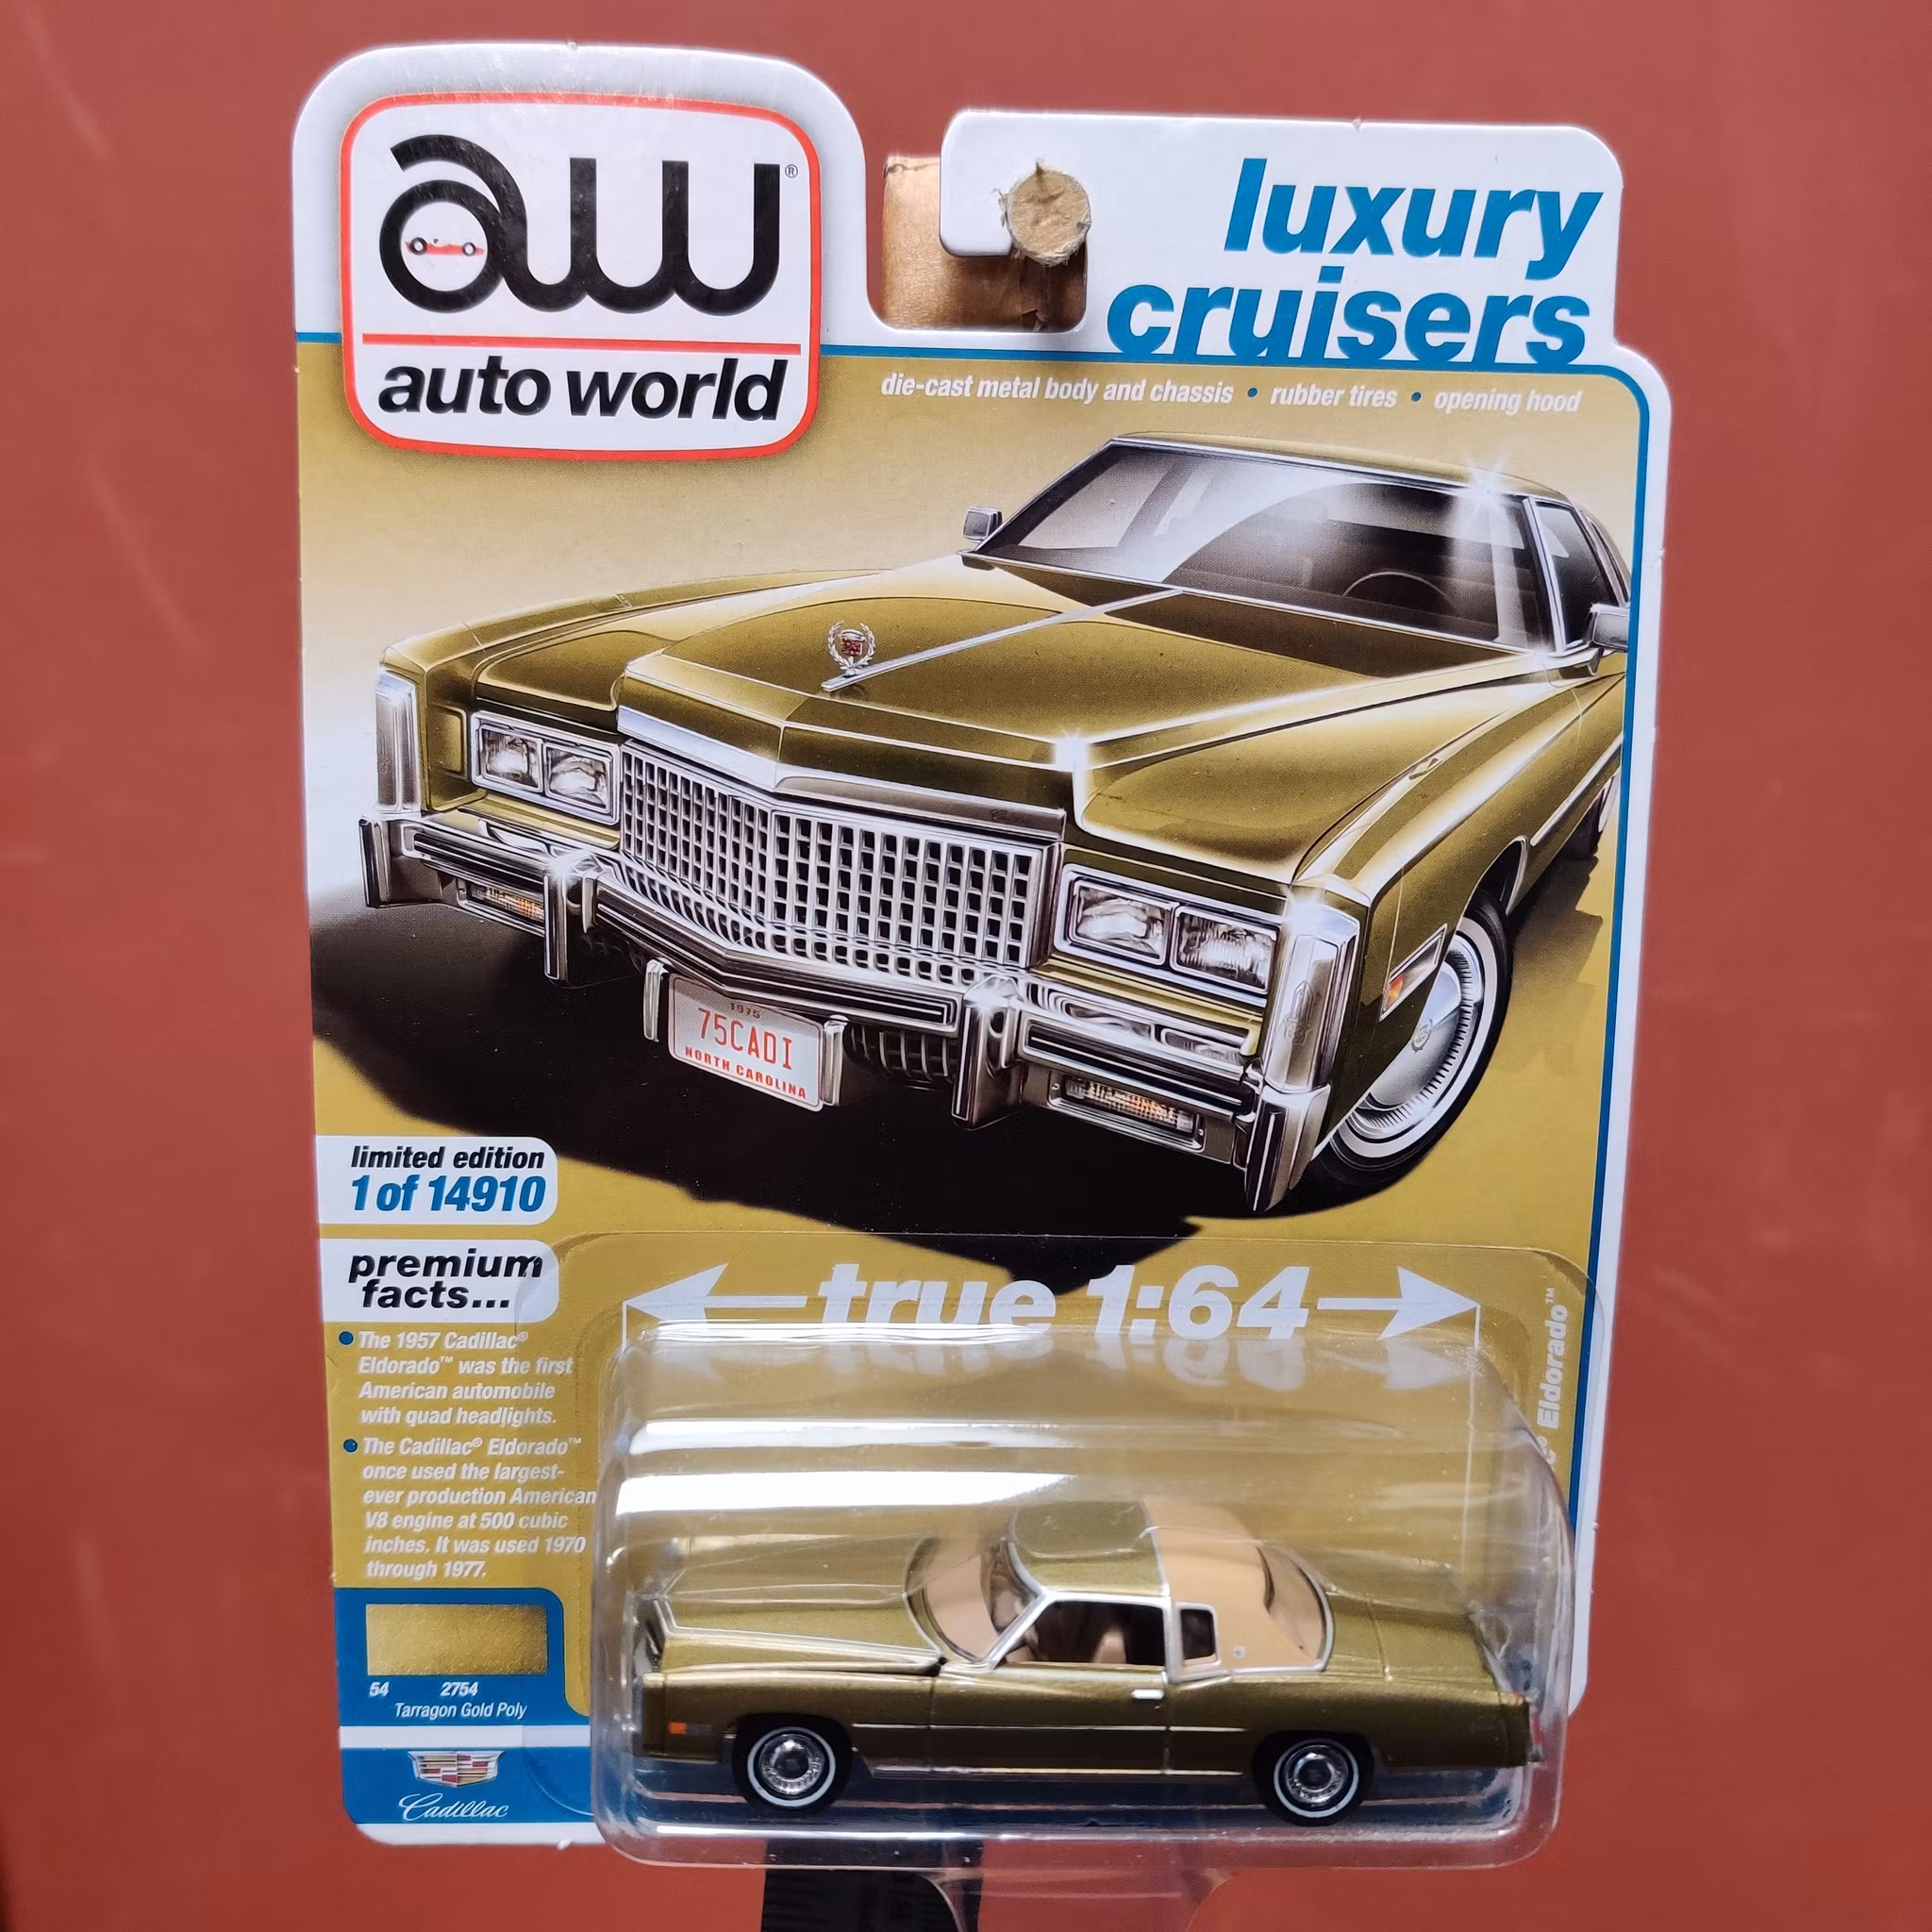 aw®
auto world
luxury
cruisers
die-cast metal body and chassis • rubber tires • opening hood
1975
75CADI
NORTH CAROLINA
limited edition
1 of 14910
premium
facts...
true 1:64
• The 1957 Cadillac®
Eldorado™ was the first
American automobile
with quad headlights.
• The Cadillac® Eldorado™
once used the largest-
ever production American
V8 engine at 500 cubic
inches. It was used 1970
through 1977.
Eldorado™
54 2754
Tarragon Gold Poly
Cadillac